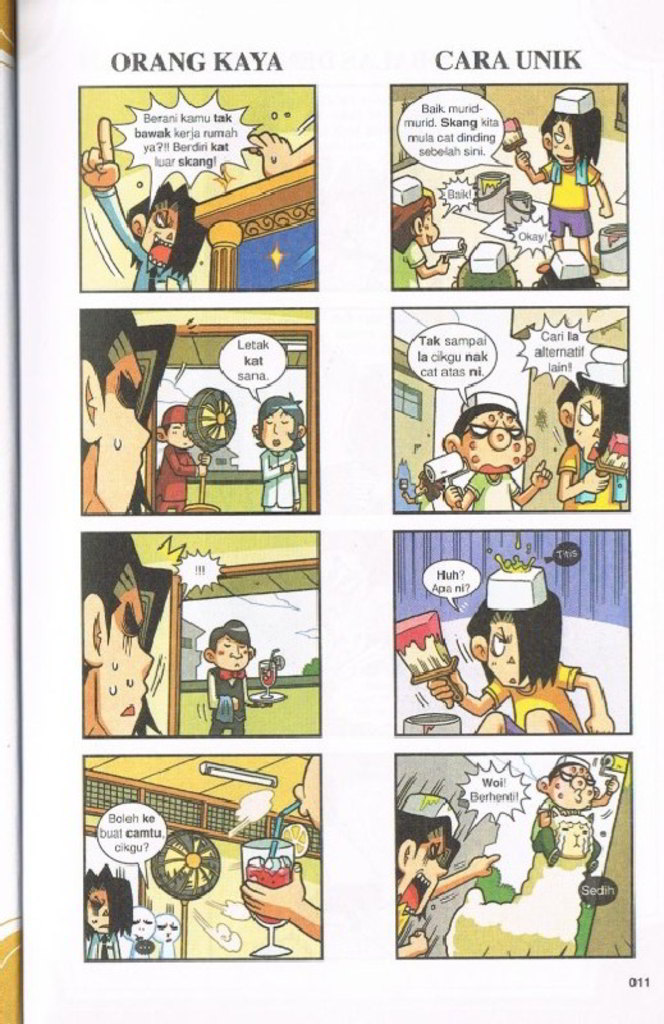 ORANG KAYA
Berani kamu tak
bawak kerja rumah
ya?!! Berdiri kat
luar skang!
Letak
kat
sana.
!!!
Boleh ke
buat camtu,
cikgu?
CARA UNIK
Baik murid-
murid. Skang kita
mula cat dinding
sebelah sini.
Baik!
Okay!
Tak sampai
la cikgu nak
cat atas ni.
Cari la
alternatif
lain!
Titis
Huh?
Apa ni?
Woi!
Berhenti!
Sedih
011